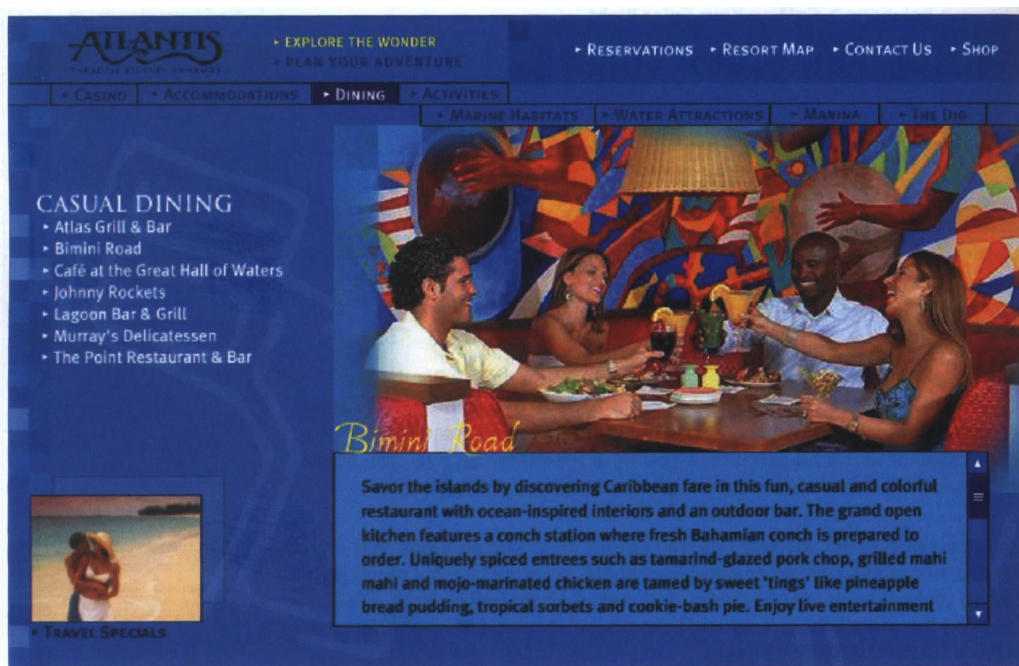 ATLANTIS
PARADISE ISLAND, BAHAMAS
EXPLORE THE WONDER
PLAN YOUR ADVENTURE
RESERVATIONS
RESORT MAP
CONTACT US
SHOP
CASINO
ACCOMMODATIONS
DINING
ACTIVITIES
MARINE HABITATS
WATER ATTRACTIONS
MARINA
THE DIG
CASUAL DINING
Atlas Grill & Bar
Bimini Road
Café at the Great Hall of Waters
Johnny Rockets
Lagoon Bar & Grill
Murray's Delicatessen
The Point Restaurant & Bar
Bimini Road
Savor the islands by discovering Caribbean fare in this fun, casual and colorful
restaurant with ocean-inspired interiors and an outdoor bar. The grand open
kitchen features a conch station where fresh Bahamian conch is prepared to
order. Uniquely spiced entrees such as tamarind-glazed pork chop, grilled mahi
mahi and mojo-marinated chicken are tamed by sweet 'tings' like pineapple
bread pudding, tropical sorbets and cookie-bash pie. Enjoy live entertainment
TRAVEL SPECIALS